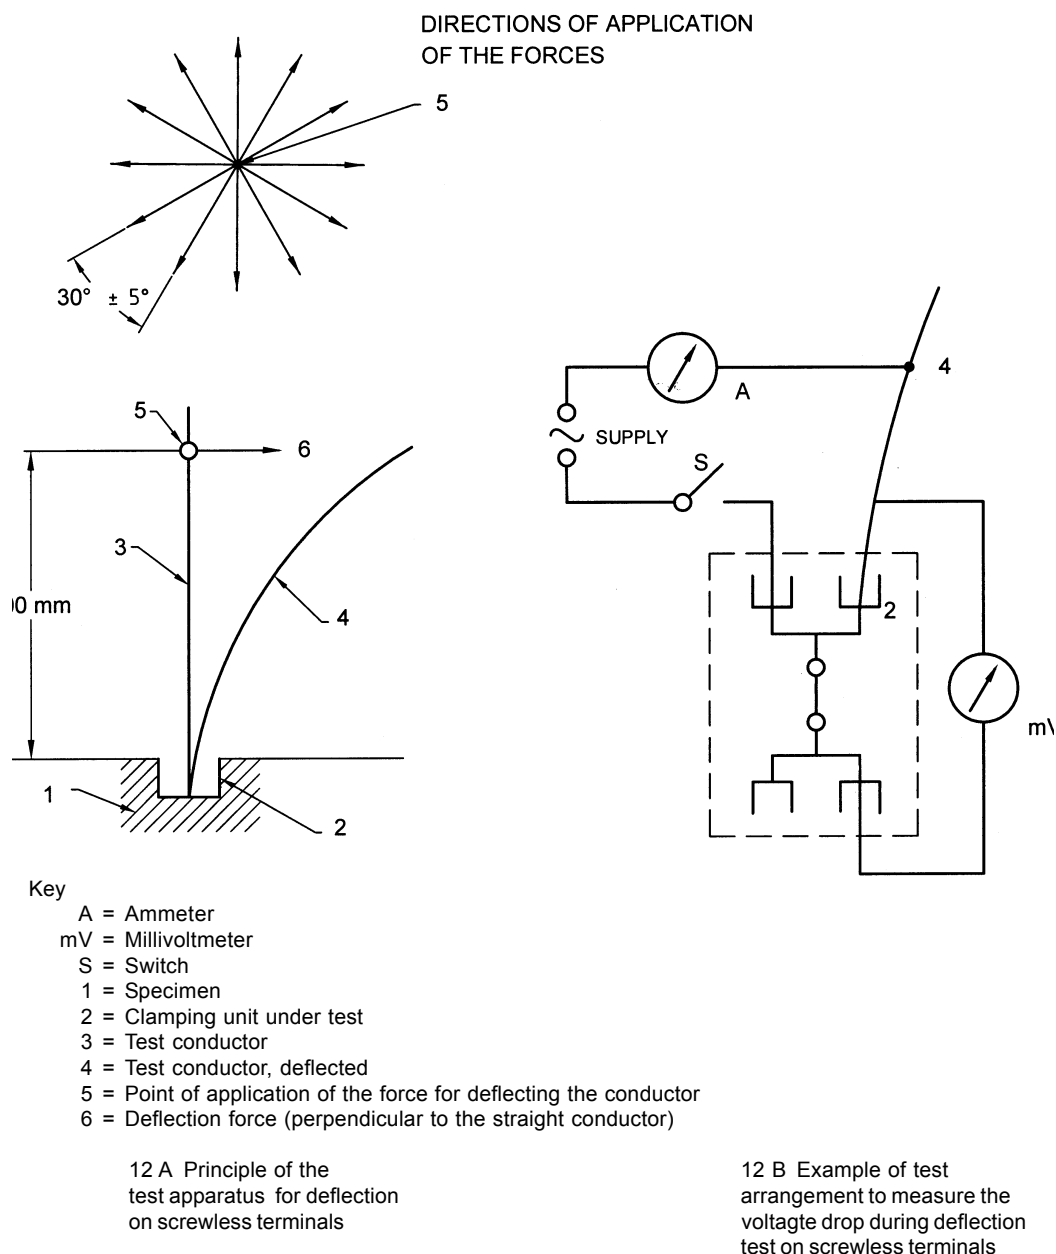 DIRECTIONS OF APPLICATION
OF THE FORCES
5
30° ± 5°
4
A
5
SUPPLY
6
S
3
00 mm
2
4
mV
1
2
Key
A = Ammeter
mV = Millivoltmeter
S = Switch
1 = Specimen
2 = Clamping unit under test
3 = Test conductor
4 = Test conductor, deflected
5 = Point of application of the force for deflecting the conductor
6 = Deflection force (perpendicular to the straight conductor)
12 A Principle of the
test apparatus for deflection
on screwless terminals
12 B Example of test
arrangement to measure the
voltagte drop during deflection
test on screwless terminals